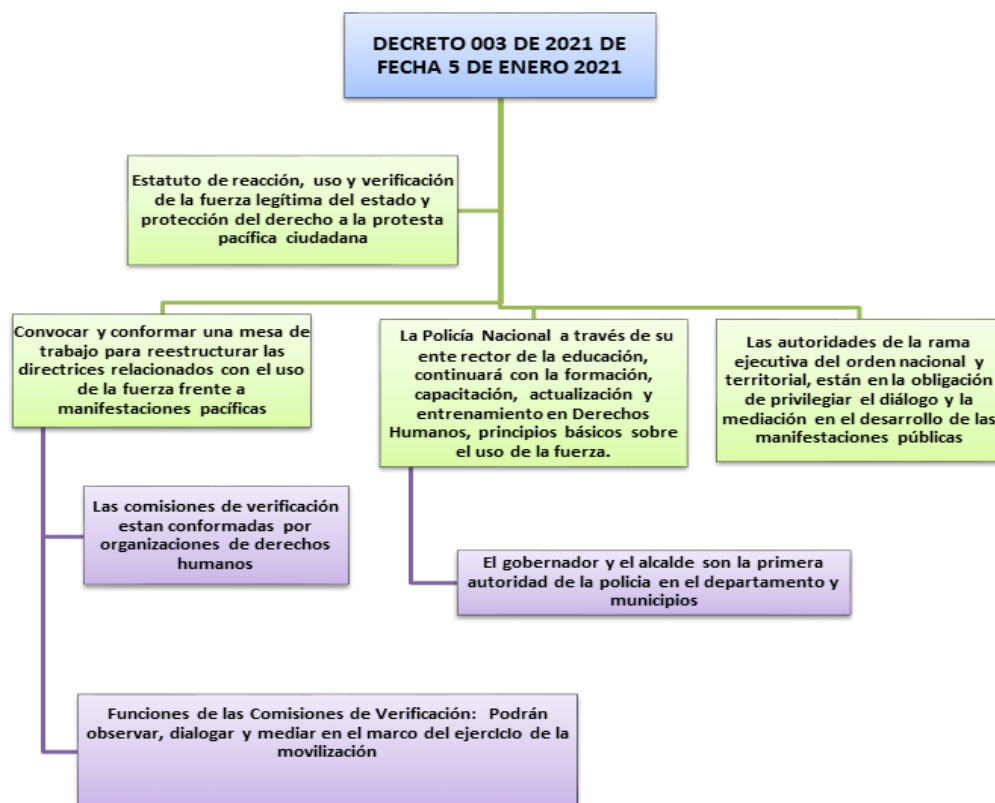 DECRETO 003 DE 2021 DE
FECHA 5 DE ENERO 2021
Estatuto de reacción, uso y verificación
de la fuerza legítima del estado y
protección del derecho a la protesta
pacífica ciudadana
Convocar y conformar una mesa de
trabajo para reestructurar las
directrices relacionados con el uso
de la fuerza frente a
manifestaciones pacíficas
La Policía Nacional a través de su
ente rector de la educación,
continuará con la formación,
capacitación, actualización y
entrenamiento en Derechos
Humanos, principios básicos sobre
el uso de la fuerza.
Las autoridades de la rama
ejecutiva del orden nacional y
territorial, están en la obligación
de privilegiar el diálogo y la
mediación en el desarrollo de las
manifestaciones públicas
Las comisiones de verificación
estan conformadas por
organizaciones de derechos
humanos
El gobernador y el alcalde son la primera
autoridad de la policia en el departamento y
municipios
Funciones de las Comisiones de Verificación: Podrán
observar, dialogar y mediar en el marco del ejercicio de la
movilización